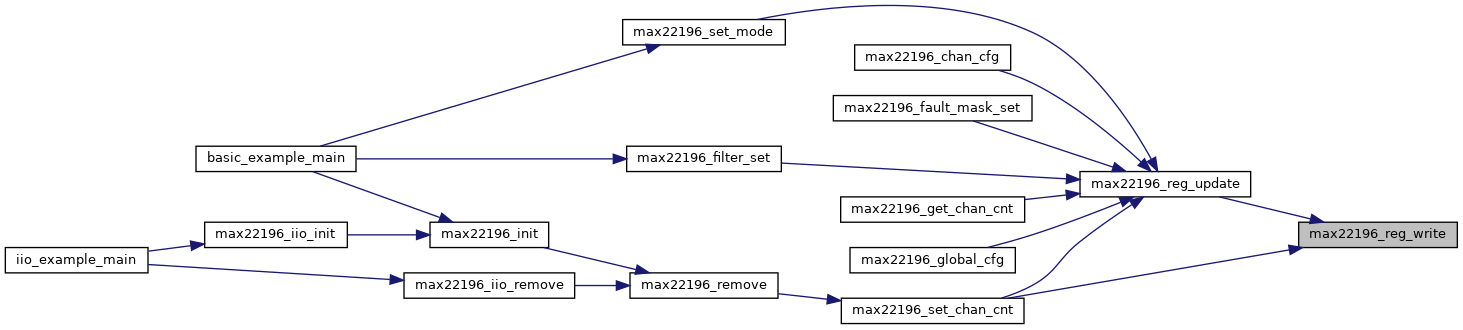 max22196_set_mode
max22196_chan_cfg
max22196_fault_mask_set
basic_example_main
max22196_filter_set
max22196_reg_update
max22196_get_chan_cnt
max22196_iio_init
max22196_init
max22196_reg_write
iio_example_main
max22196_global_cfg
max22196_iio_remove
max22196_remove
max22196_set_chan_cnt